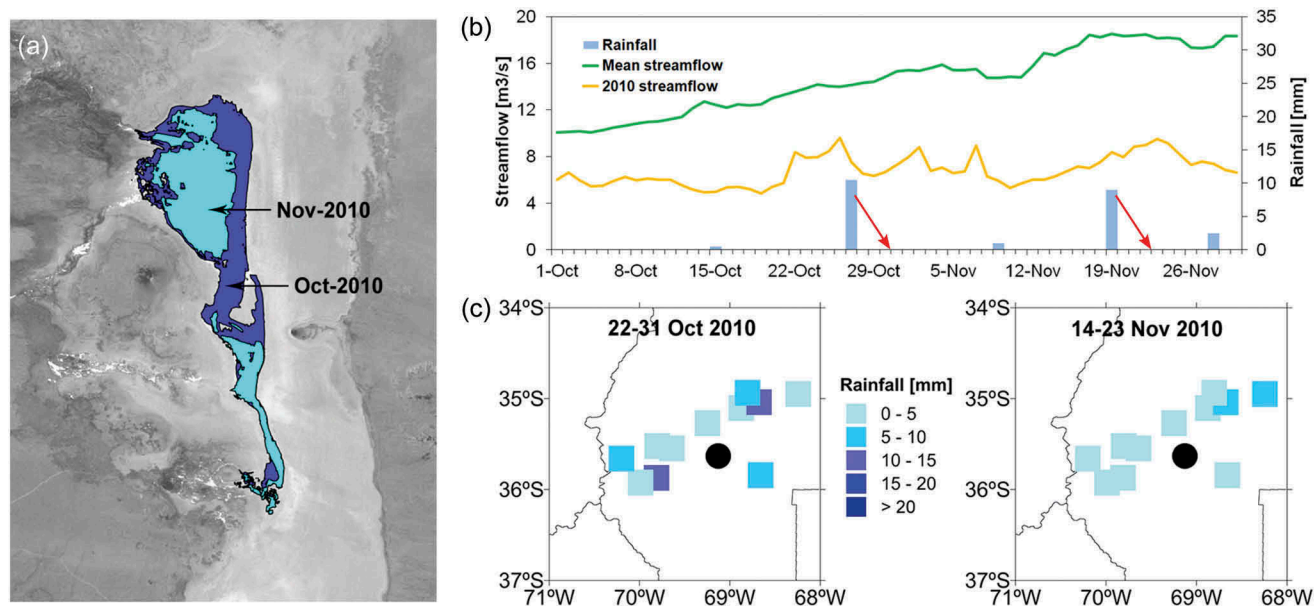 (a)
Nov-2010
Oct-2010
(b)
Streamflow [m3/s]
20
16
12
8
4
0
Rainfall
Mean streamflow
2010 streamflow
35
30
25
20
15
10
5
0
Rainfall [mm]
1-Oct 8-Oct 15-Oct 22-Oct 29-Oct 5-Nov 12-Nov 19-Nov 26-Nov
(c)
34ºS
35ºS
36ºS
37ºS
22-31 Oct 2010
71ºW 70ºW 69ºW 68ºW
Rainfall [mm]
0 - 5
5 - 10
10 - 15
15 - 20
> 20
34ºS
35ºS
36ºS
37ºS
14-23 Nov 2010
71ºW 70ºW 69ºW 68ºW